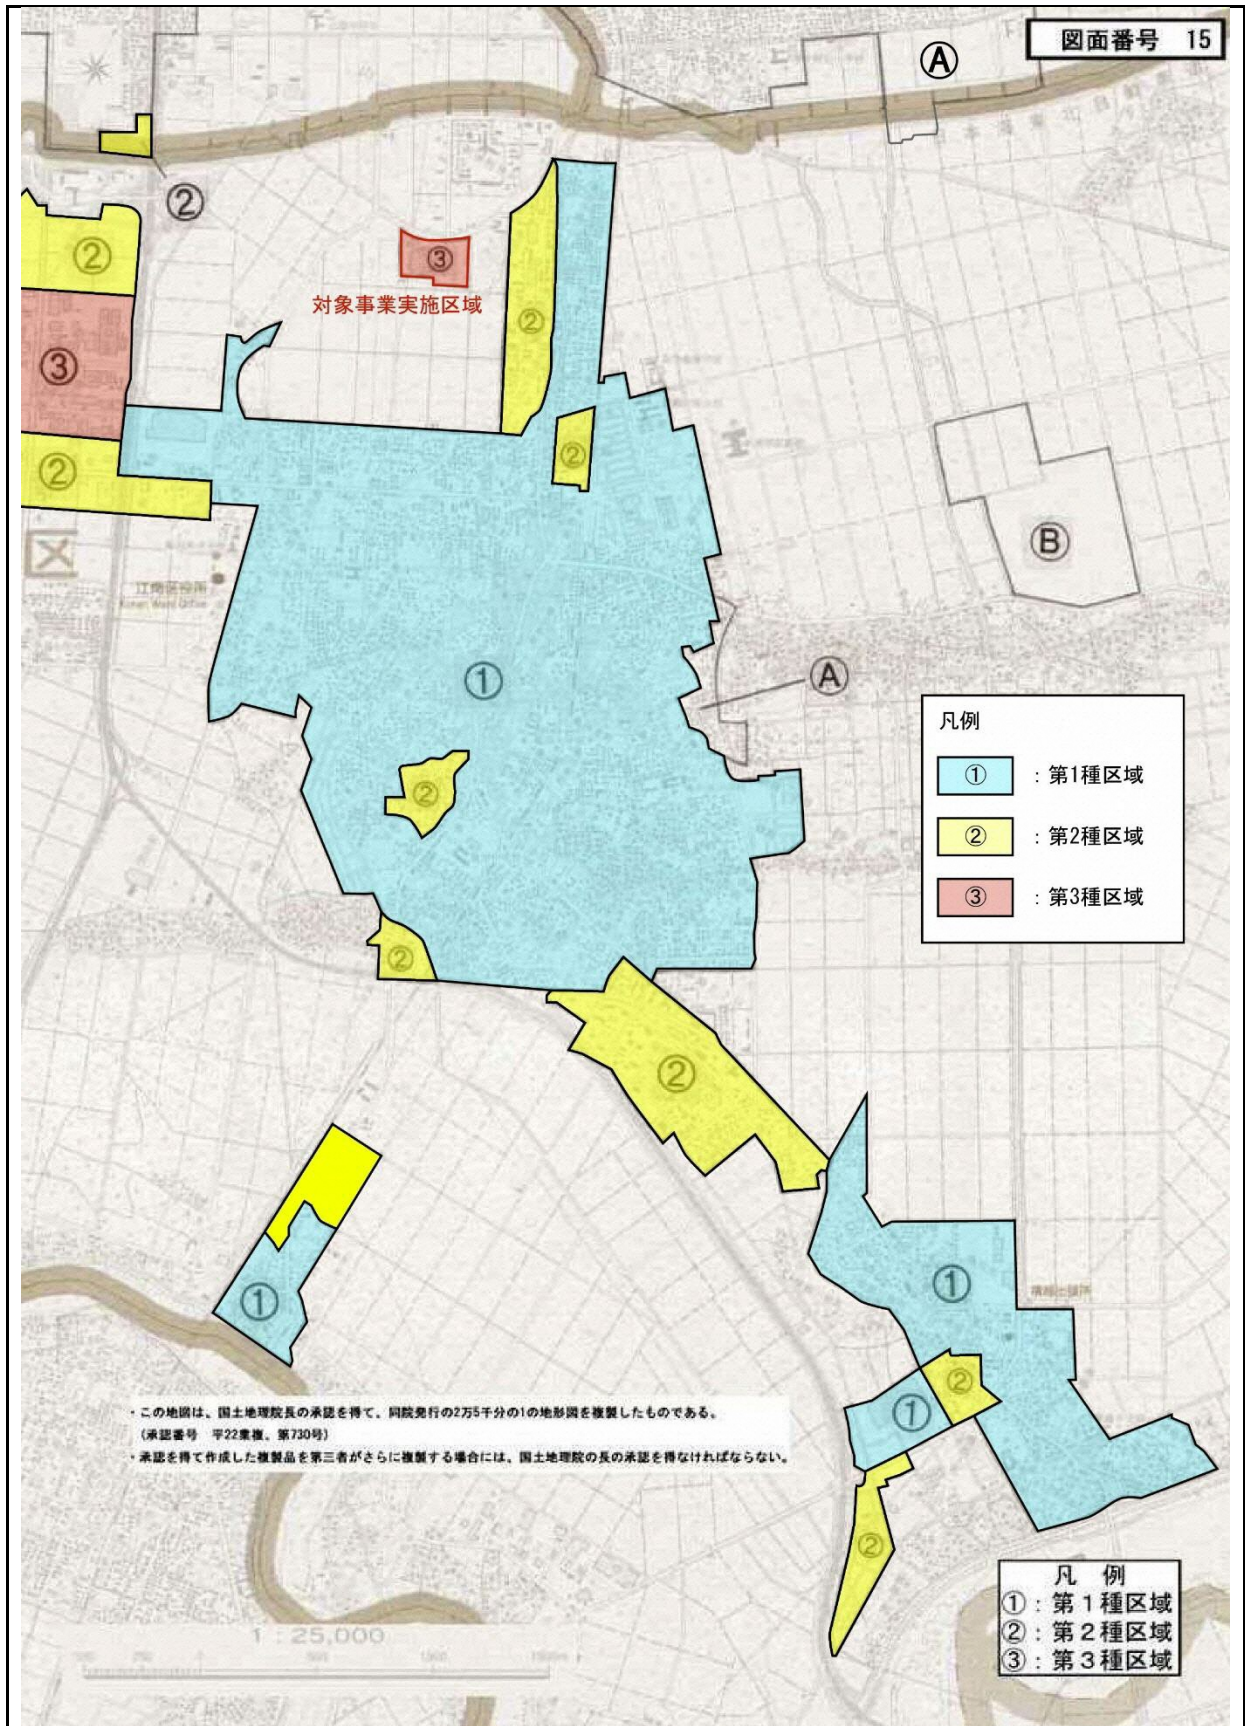 図面番号 15
Ⓐ
②
②
③
対象事業実施区域
②
③
②
②
Ⓑ
江南区役所
Konan Ward Office
①
Ⓐ
凡例
① : 第1種区域
②
② : 第2種区域
③ : 第3種区域
②
②
①
①
横越出張所
②
①
・この地図は、国土地理院長の承認を得て、同院発行の2万5千分の1の地形図を複製したものである。
(承認番号 平22業複、第730号)
・承認を得て作成した複製品を第三者がさらに複製する場合には、国土地理院の長の承認を得なければならない。
②
凡 例
①:第1種区域
②:第2種区域
③:第3種区域
1 : 25,000